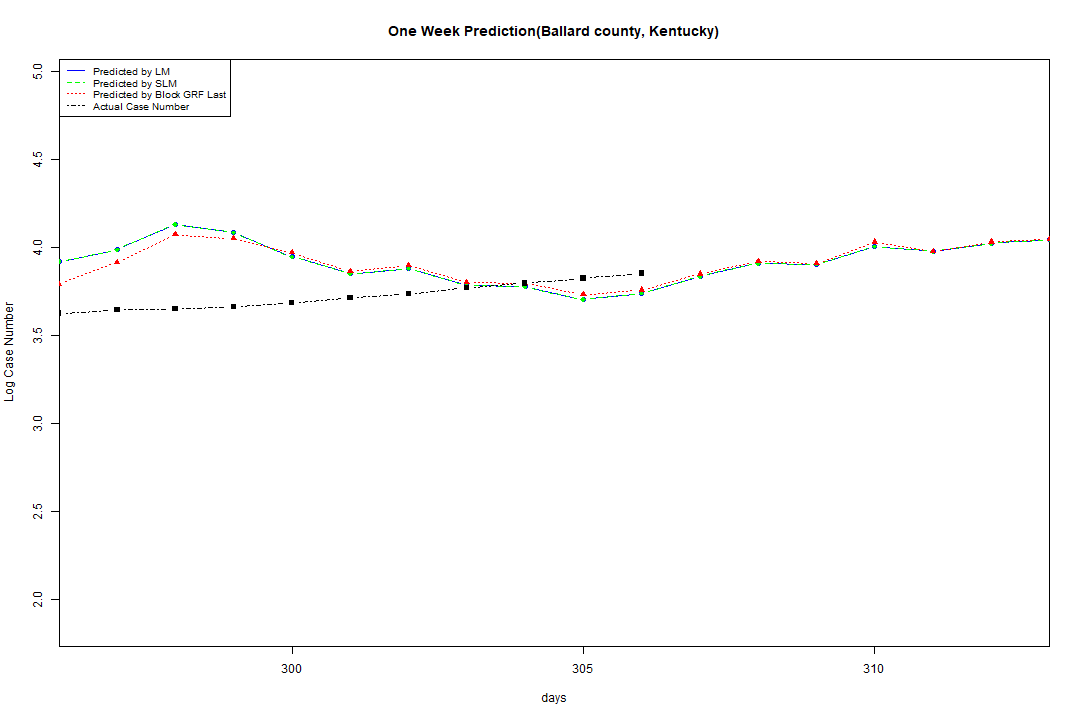 One Week Prediction(Ballard county, Kentucky)
Predicted by LM
Predicted by SLM
Predicted by Block GRF Last
Actual Case Number
5.0
4.5
4.0
3.5
3.0
2.5
2.0
Log Case Number
300
305
310
days